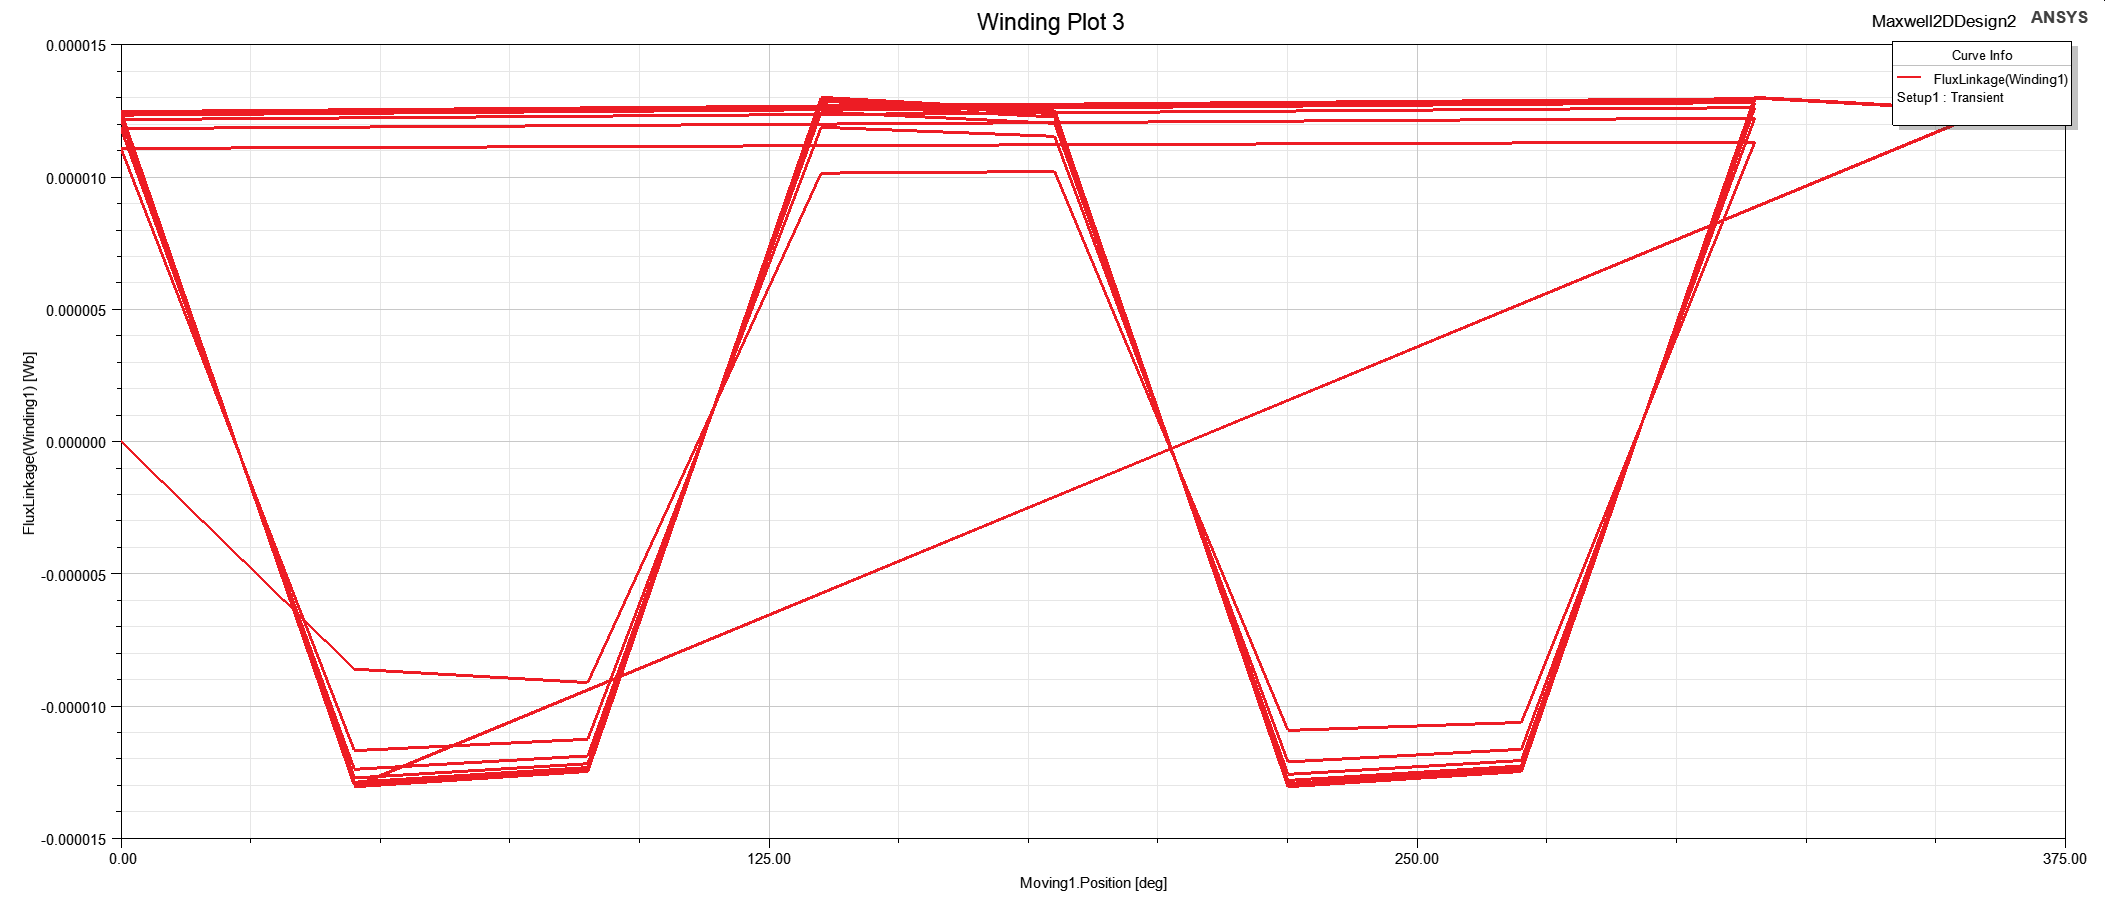 Winding Plot 3
Maxwell2DDesign2 ANSYS
Curve Info
FluxLinkage(Winding1)
Setup1 : Transient
FluxLinkage(Winding1) [Wb]
0.000015
0.000010
0.000005
0.000000
-0.000005
-0.000010
-0.000015
0.00 125.00 250.00 375.00
Moving1.Position [deg]